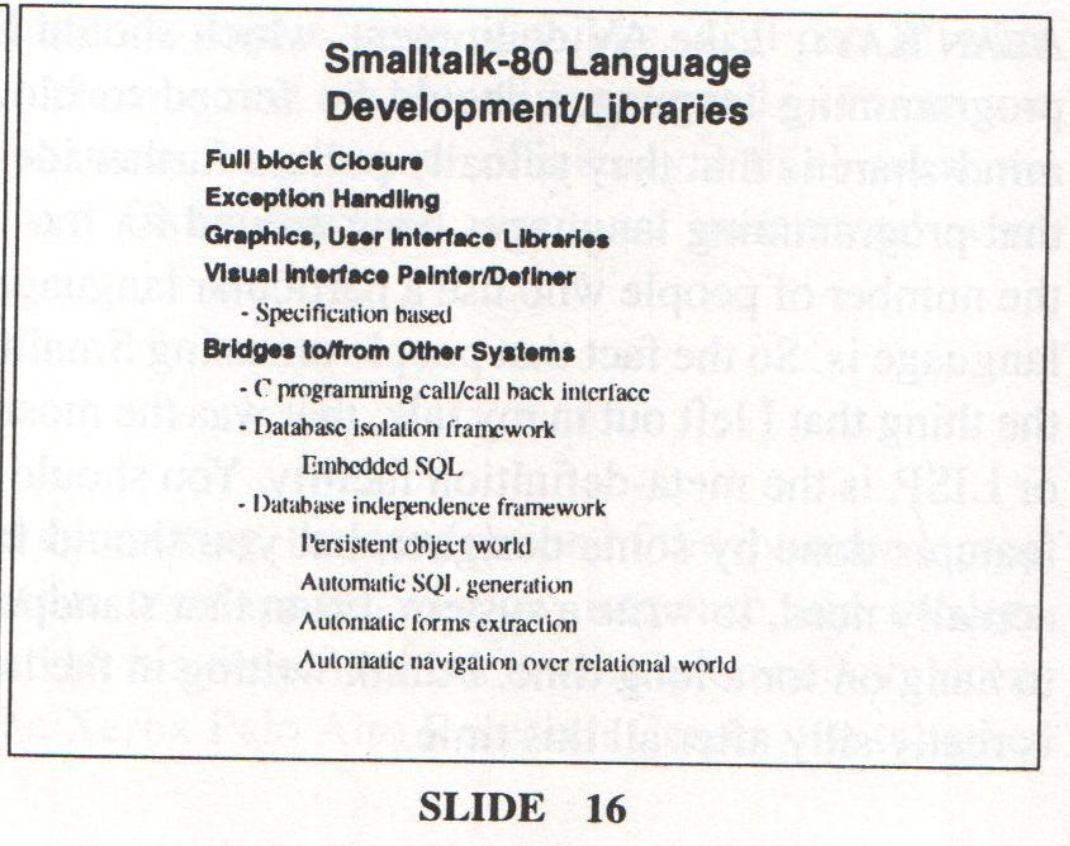 Smalltalk-80 Language
Development/Libraries
Full block Closure
Exception Handling
Graphics, User Interface Libraries
Visual Interface Painter/Definer
- Specification based
Bridges to/from Other Systems
- C programming call/call back interface
- Database isolation framework
Embedded SQL
- Database independence framework
Persistent object world
Automatic SQL generation
Automatic forms extraction
Automatic navigation over relational world
SLIDE 16